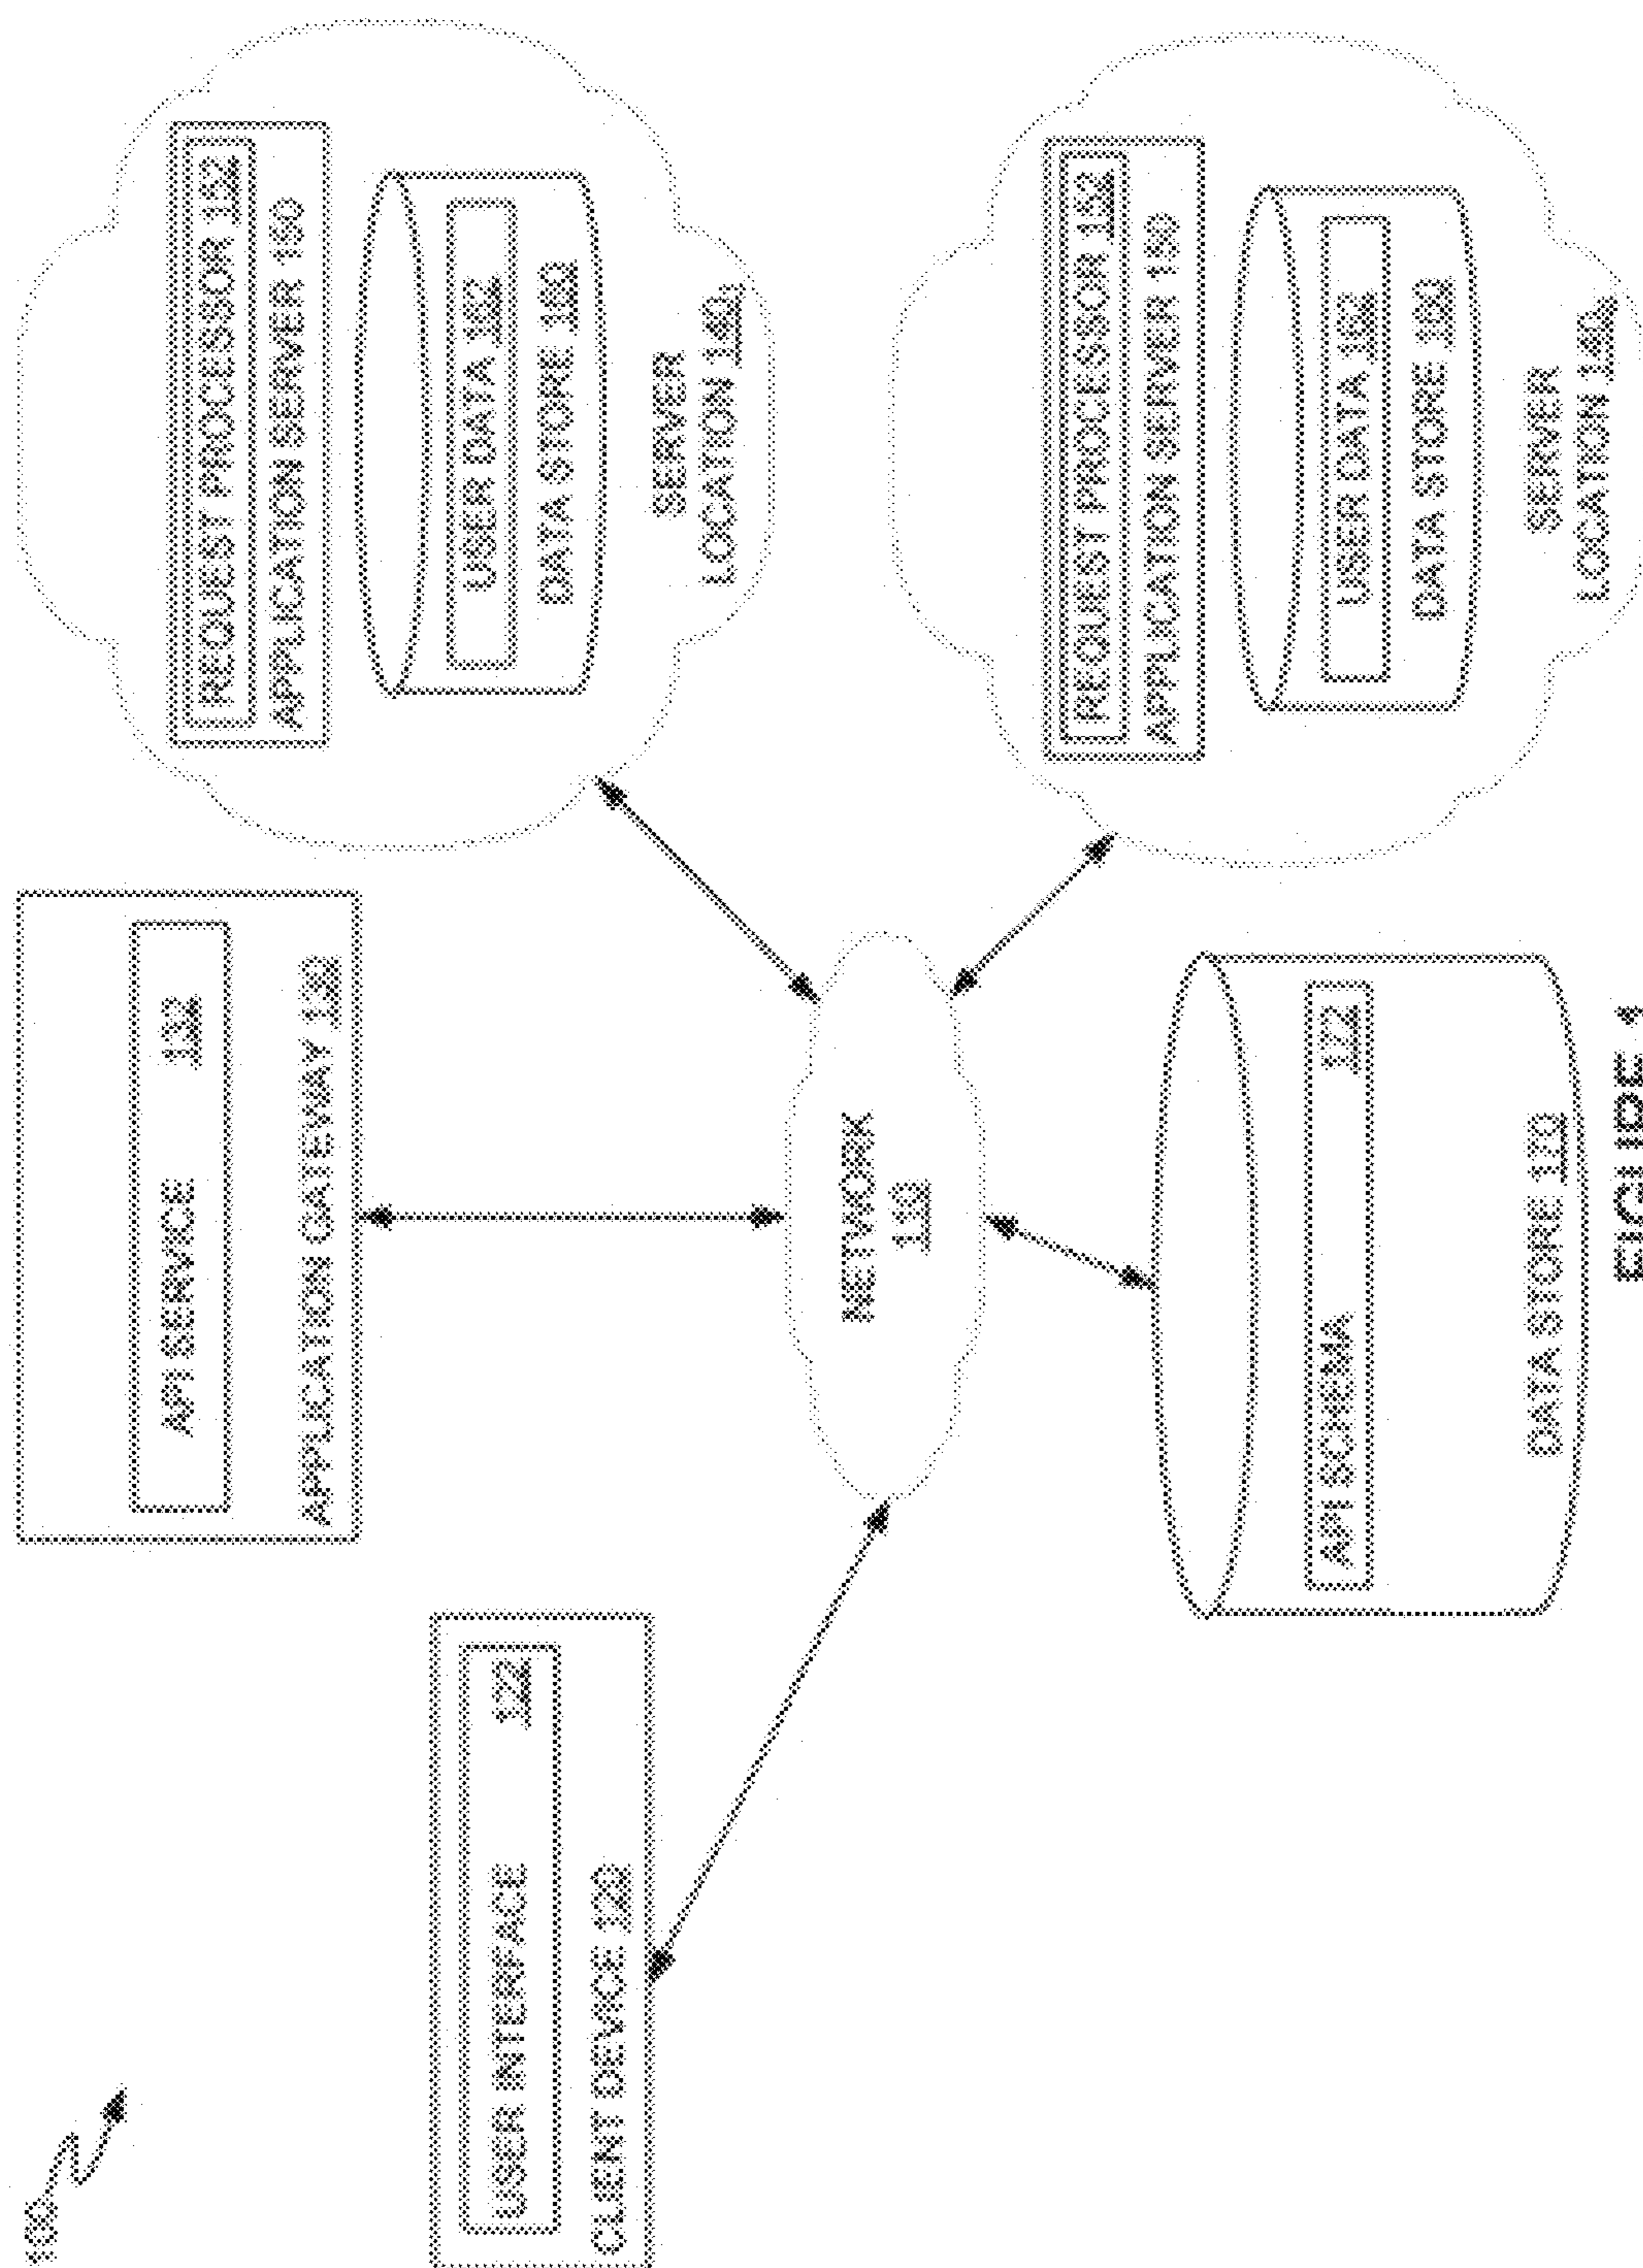 100
API SERVICE 132
APPLICATION GATEWAY 130
USER INTERFACE 122
CLIENT DEVICE 120
NETWORK
110
API SCHEMA 172
DATA STORE 170
REQUEST PROCESSOR 152
APPLICATION SERVER 150
USER DATA 162
DATA STORE 160
SERVER
LOCATION
REQUEST PROCESSOR 152
APPLICATION SERVER 150
USER DATA 162
DATA STORE 160
SERVER
LOCATION
FIGURE 1